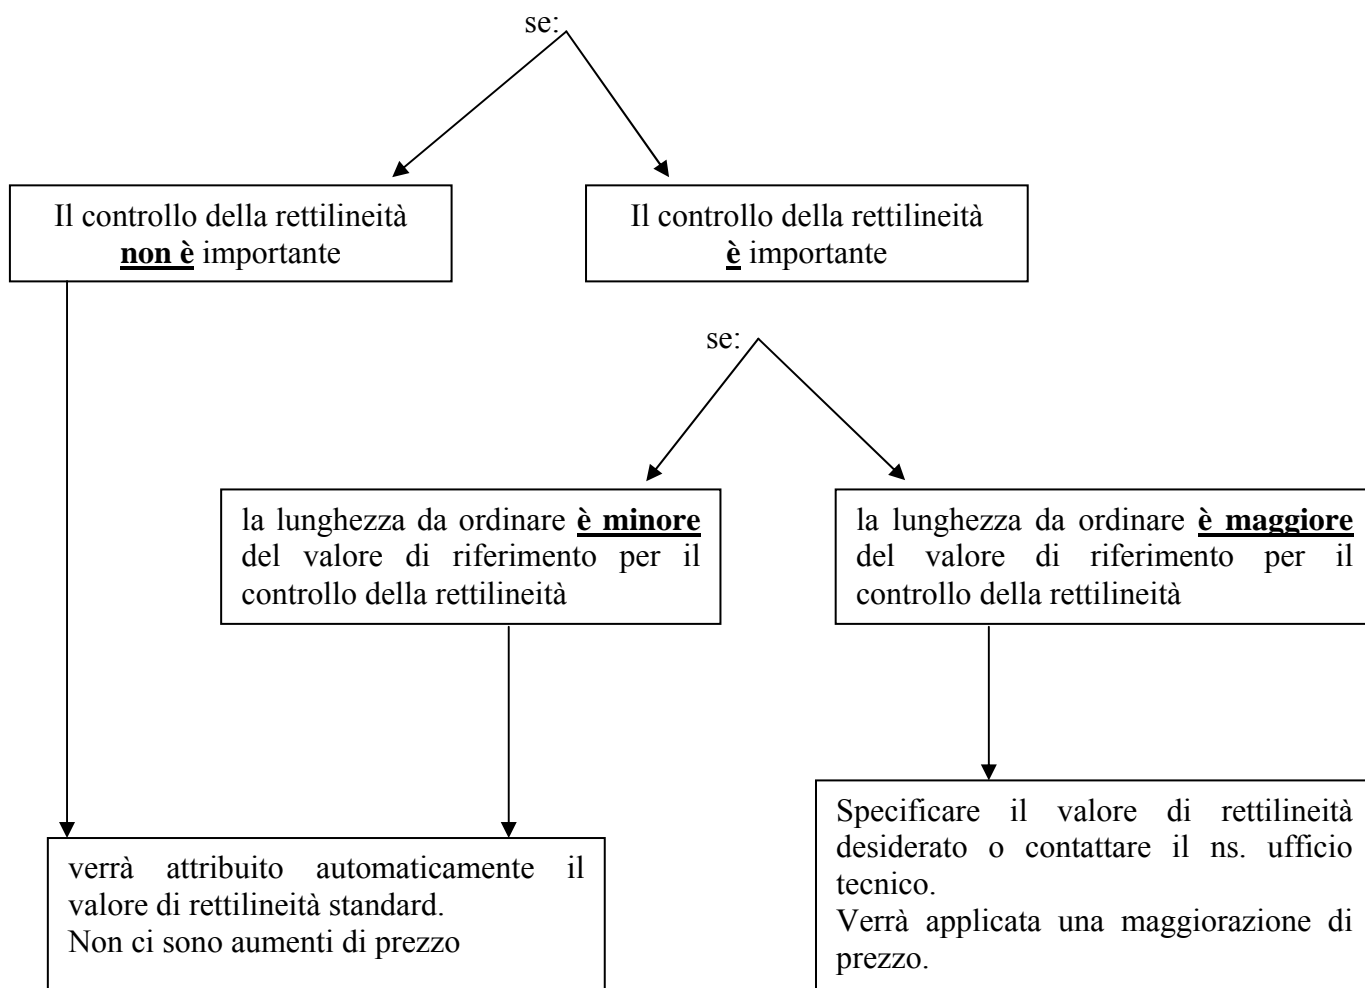 se:
Il controllo della rettilineità
non è importante
Il controllo della rettilineità
è importante
se:
la lunghezza da ordinare è minore
del valore di riferimento per il
controllo della rettilineità
la lunghezza da ordinare è maggiore
del valore di riferimento per il
controllo della rettilineità
verrà attribuito automaticamente il
valore di rettilineità standard.
Non ci sono aumenti di prezzo
Specificare il valore di rettilineità
desiderato o contattare il ns. ufficio
tecnico.
Verrà applicata una maggiorazione di
prezzo.